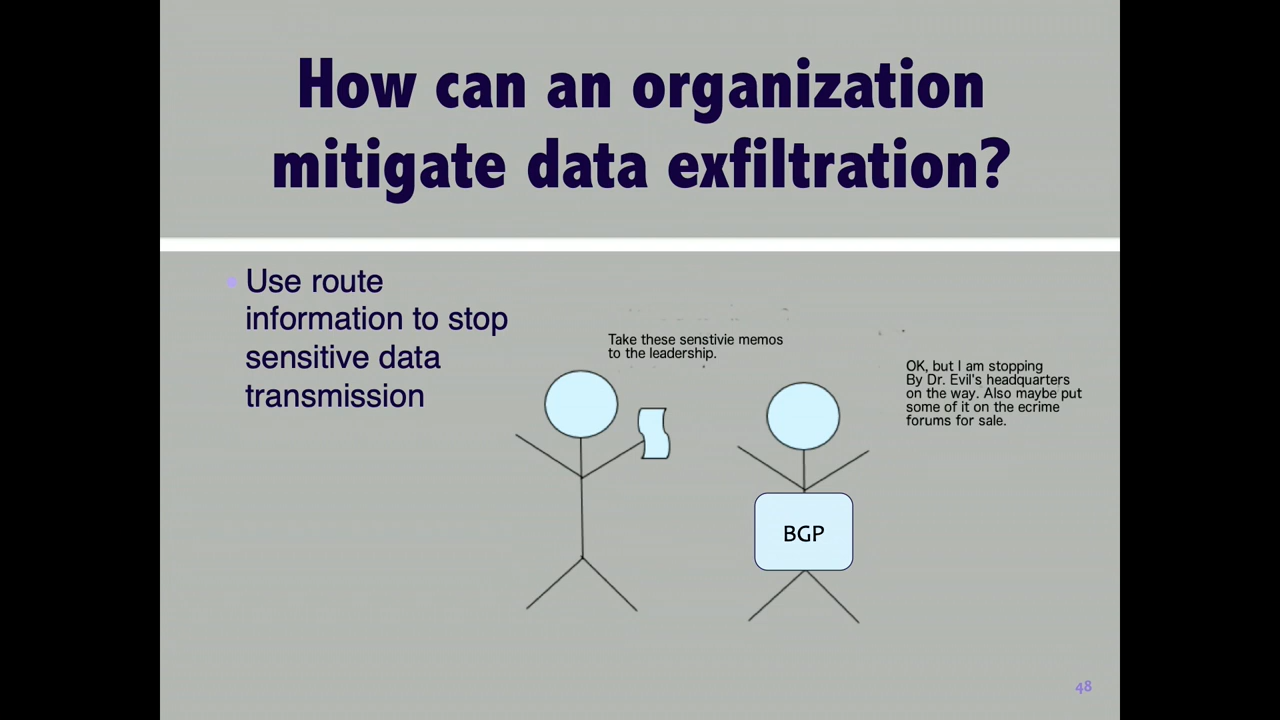 How can an organization
mitigate data exfiltration?
Use route
information to stop
sensitive data
transmission
Take these senstivie memos
to the leadership.
OK, but I am stopping
By Dr. Evil's headquarters
on the way. Also maybe put
some of it on the ecrime
forums for sale.
BGP
48